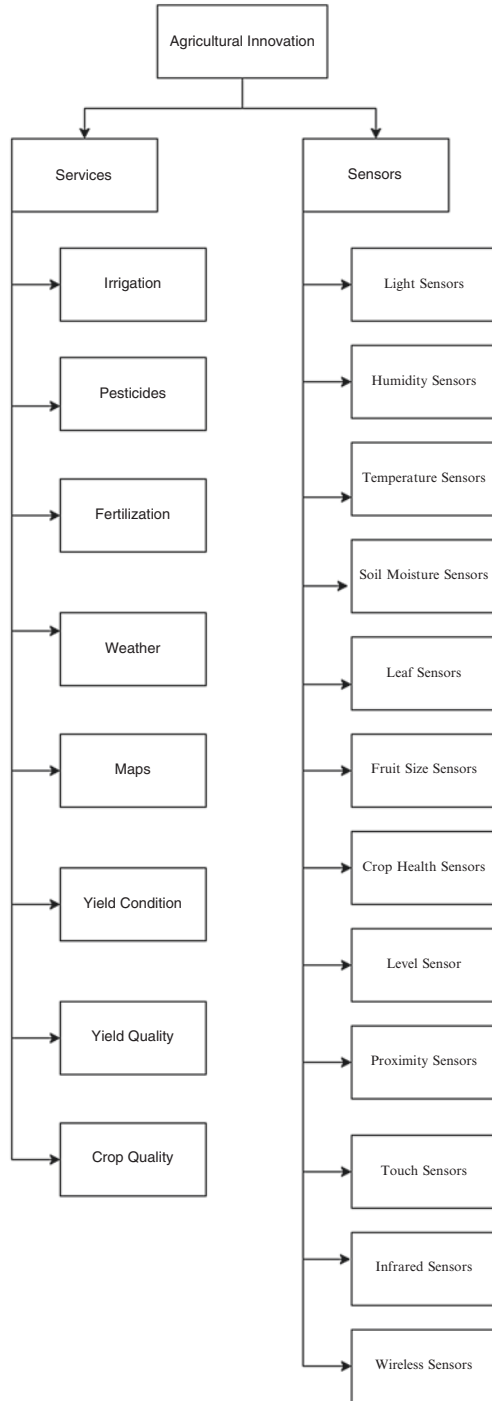 Agricultural Innovation
Services
Irrigation
Pesticides
Fertilization
Weather
Maps
Yield Condition
Yield Quality
Crop Quality
Sensors
Light Sensors
Humidity Sensors
Temperature Sensors
Soil Moisture Sensors
Leaf Sensors
Fruit Size Sensors
Crop Health Sensors
Level Sensor
Proximity Sensors
Touch Sensors
Infrared Sensors
Wireless Sensors